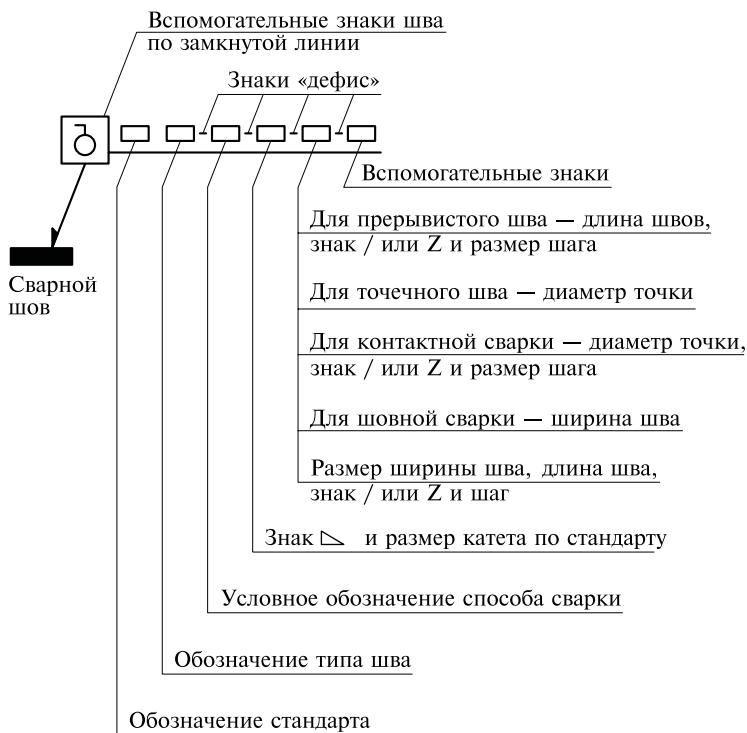 Вспомогательные знаки шва
по замкнутой линии
Знаки «дефис»
Вспомогательные знаки
Для прерывистого шва — длина швов,
знак / или Z и размер шага
Сварной
шов
Для точечного шва — диаметр точки
Для контактной сварки — диаметр точки,
знак / или Z и размер шага
Для шовной сварки — ширина шва
Размер ширины шва, длина шва,
знак / или Z и шаг
Знак и размер катета по стандарту
Условное обозначение способа сварки
Обозначение типа шва
Обозначение стандарта